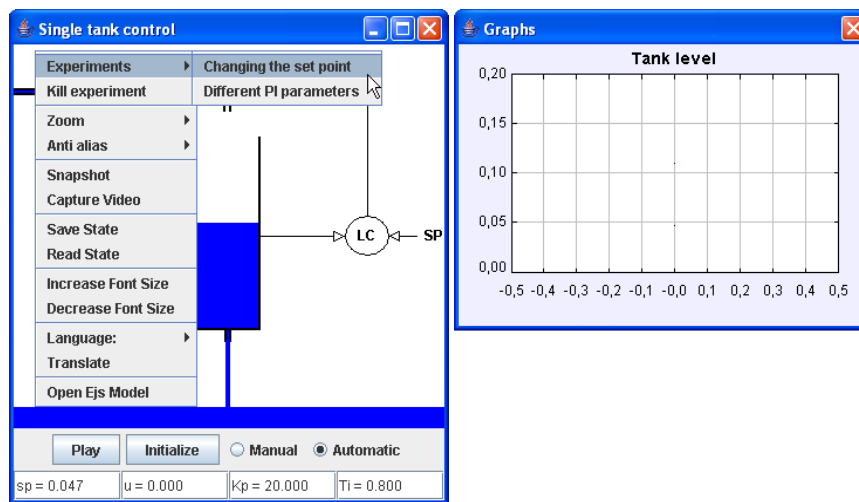 Single tank control
Experiments
Changing the set point
Kill experiment
Different PI parameters
Zoom
Anti alias
Snapshot
Capture Video
Save State
Read State
Increase Font Size
Decrease Font Size
Language:
Translate
Open Ejs Model
LC
SP
Play
Initialize
Manual
Automatic
sp = 0.047
u = 0.000
Kp = 20.000
Ti = 0.800
Graphs
Tank level
0,20
0,15
0,10
0,05
0,00
-0,5 -0,4 -0,3 -0,2 -0,1 -0,0 0,1 0,2 0,3 0,4 0,5